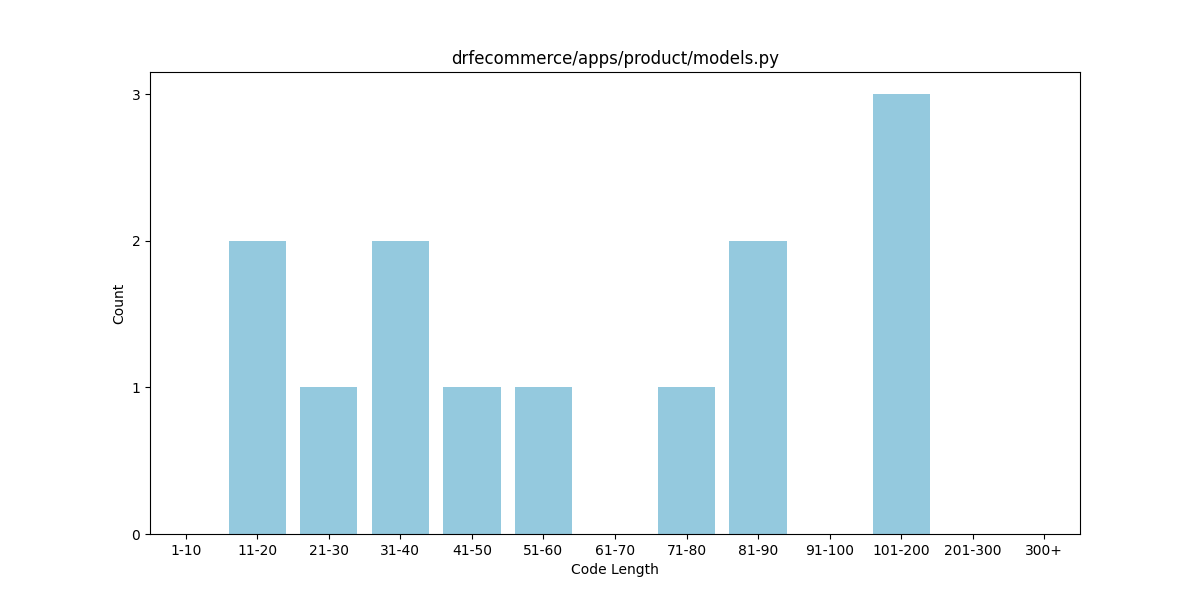 drfecommerce/apps/product/models.py
3
2
1
0
Count
1-10 11-20 21-30 31-40 41-50 51-60 61-70 71-80 81-90 91-100 101-200 201-300 300+
Code Length